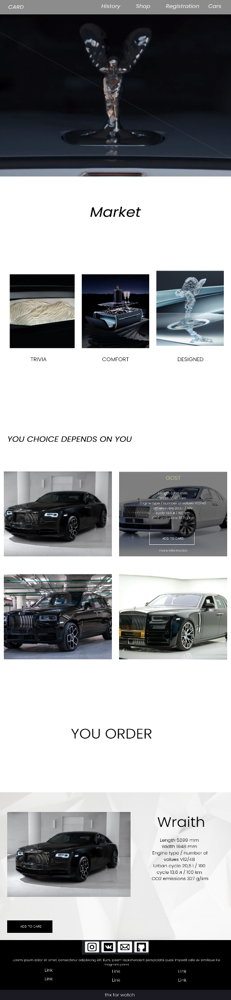 CARD
History
Shop
Registration
Cars
Market
TRIVIA
COMFORT
DESIGNED
YOU CHOICE DEPENDS ON YOU
GOST
Length 5399 mm
Width 1948 mm
Engine type / number of values V12/48
Urban cycle 20,5 l / 100
cycle 13,6 л / 100 km
CO2 emissions 327 g/km
ADD TO CARD
more information
YOU ORDER
Wraith
Length 5399 mm
Width 1948 mm
Engine type / number of
values V12/48
Urban cycle 20,5 l / 100
cycle 13,6 л / 100 km
CO2 emissions 327 g/km
ADD TO CARD
Lorem ipsum dolor sit amet, consectetur adipisicing elit. Eum, ipsam reprehenderit perspiciatis quasi impedit odio ex similique illo
magnam porro
Link
Link
Link
Link
Link
Link
thx for watch